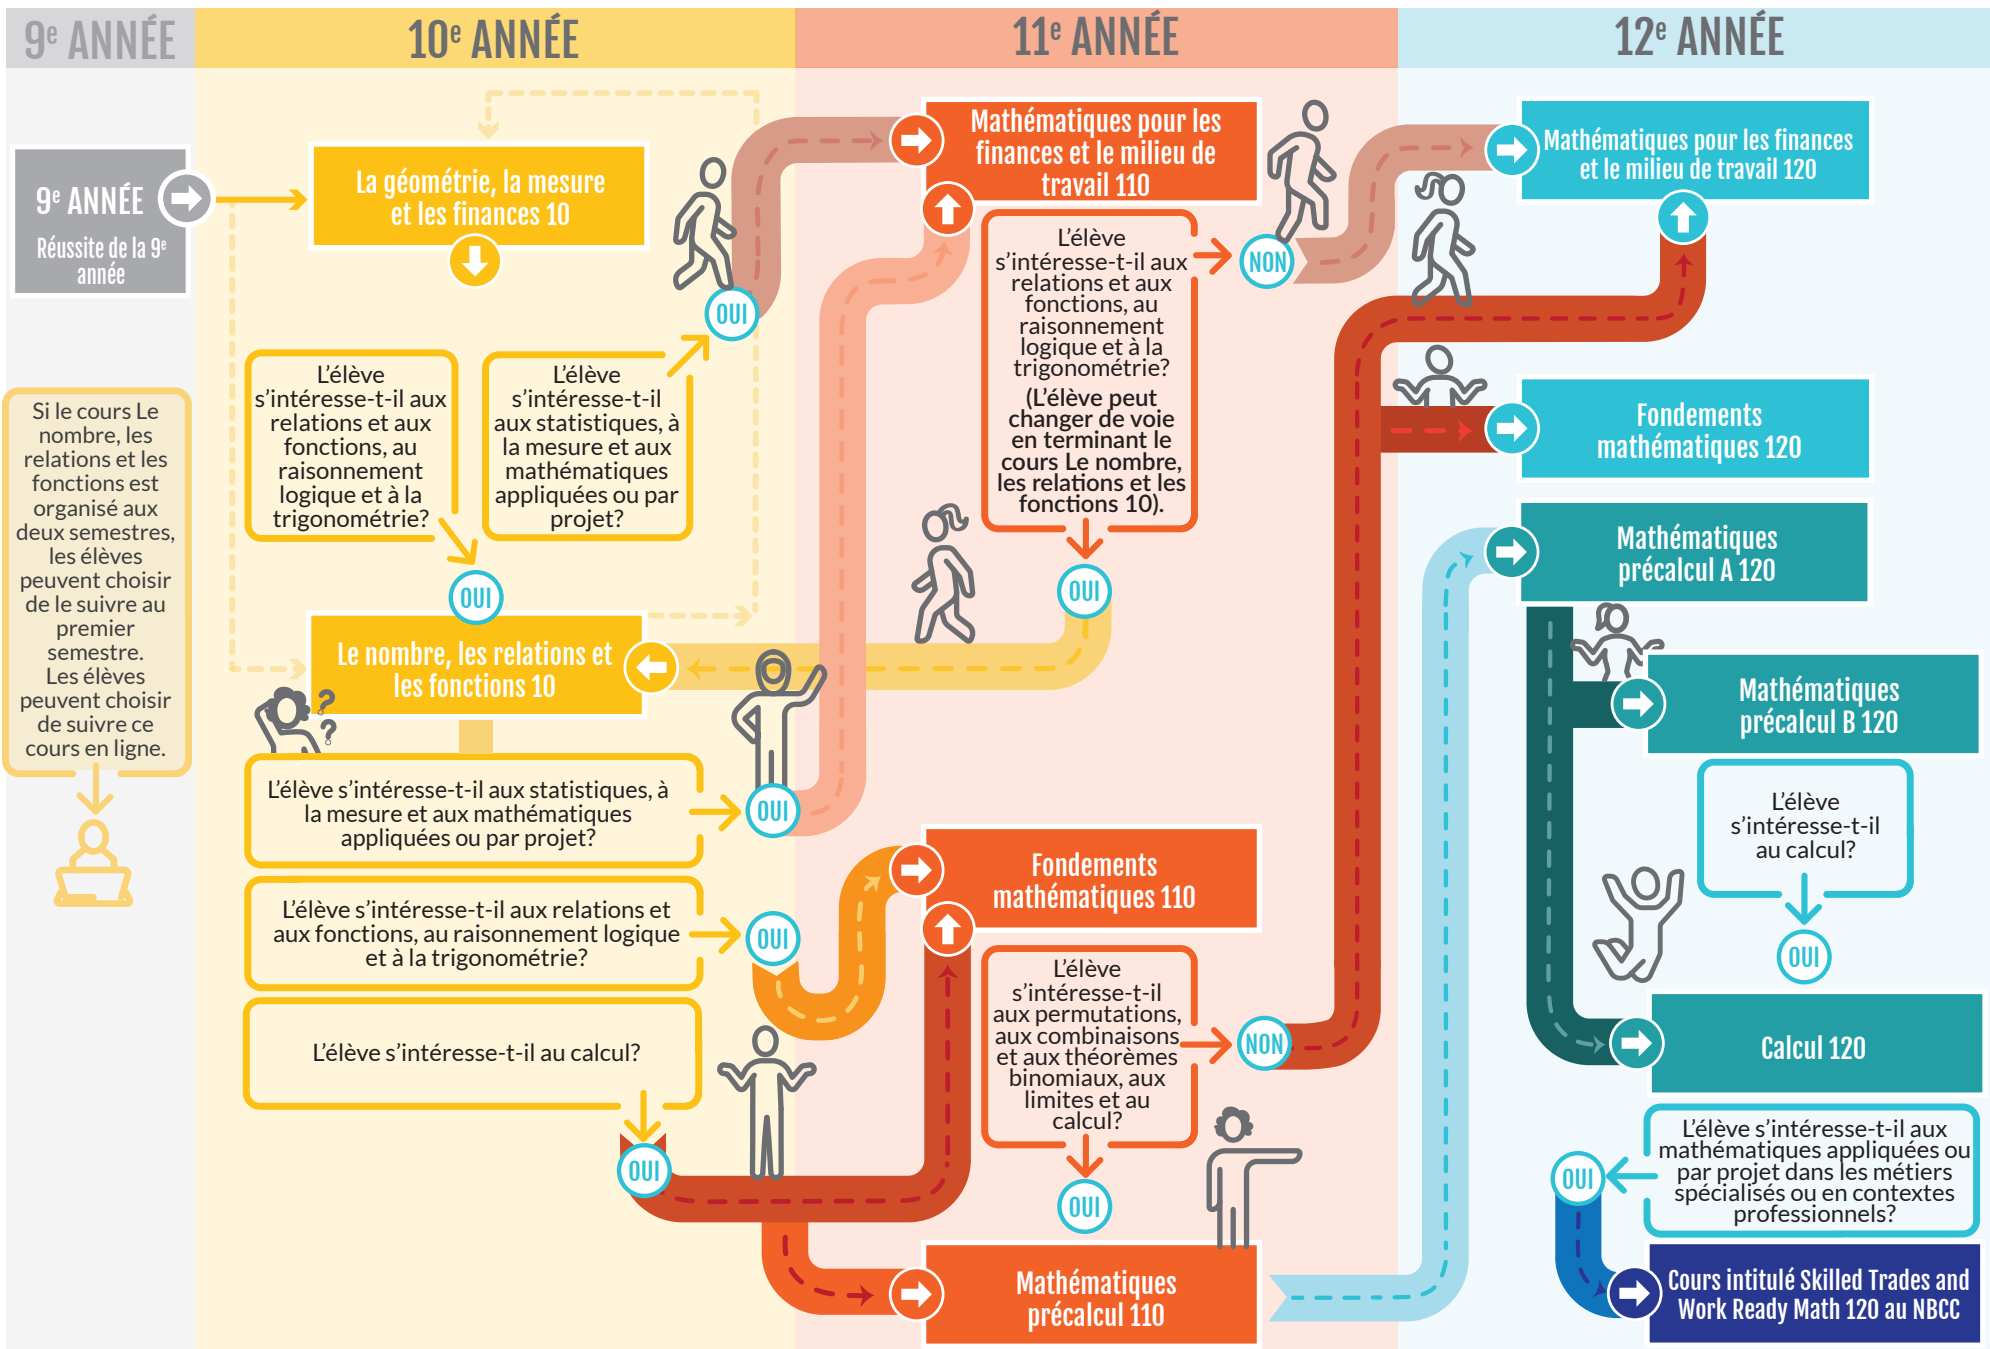 9e ANNÉE
10e ANNÉE
11e ANNÉE
12e ANNÉE
9e ANNÉE
Réussite de la 9e
année
Si le cours Le
nombre, les
relations et les
fonctions est
organisé aux
deux semestres,
les élèves
peuvent choisir
de le suivre au
premier
semestre.
Les élèves
peuvent choisir
de suivre ce
cours en ligne.
La géométrie, la mesure
et les finances 10
L'élève
s'intéresse-t-il aux
relations et aux
fonctions, au
raisonnement
logique et à la
trigonométrie?
OUI
L'élève
s'intéresse-t-il
aux statistiques, à
la mesure et aux
mathématiques
appliquées ou par
projet?
OUI
Le nombre, les relations et
les fonctions 10
? ?
L'élève s'intéresse-t-il aux statistiques, à
la mesure et aux mathématiques
appliquées ou par projet?
OUI
L'élève s'intéresse-t-il aux relations et
aux fonctions, au raisonnement logique
et à la trigonométrie?
OUI
L'élève s'intéresse-t-il au calcul?
OUI
Mathématiques pour les
finances et le milieu de
travail 110
L'élève
s'intéresse-t-il aux
relations et aux
fonctions, au
raisonnement
logique et à la
trigonométrie?
(L'élève peut
changer de voie
en terminant le
cours Le nombre,
les relations et les
fonctions 10).
NON
OUI
Fondements
mathématiques 110
L'élève
s'intéresse-t-il
aux permutations,
aux combinaisons
et aux théorèmes
binomiaux, aux
limites et au
calcul?
NON
OUI
Mathématiques
précalcul 110
Mathématiques pour les finances
et le milieu de travail 120
Fondements
mathématiques 120
Mathématiques
précalcul A 120
Mathématiques
précalcul B 120
L'élève
s'intéresse-t-il
au calcul?
OUI
Calcul 120
L'élève s'intéresse-t-il aux
mathématiques appliquées ou
par projet dans les métiers
spécialisés ou en contextes
professionnels?
OUI
Cours intitulé Skilled Trades and
Work Ready Math 120 au NBCC